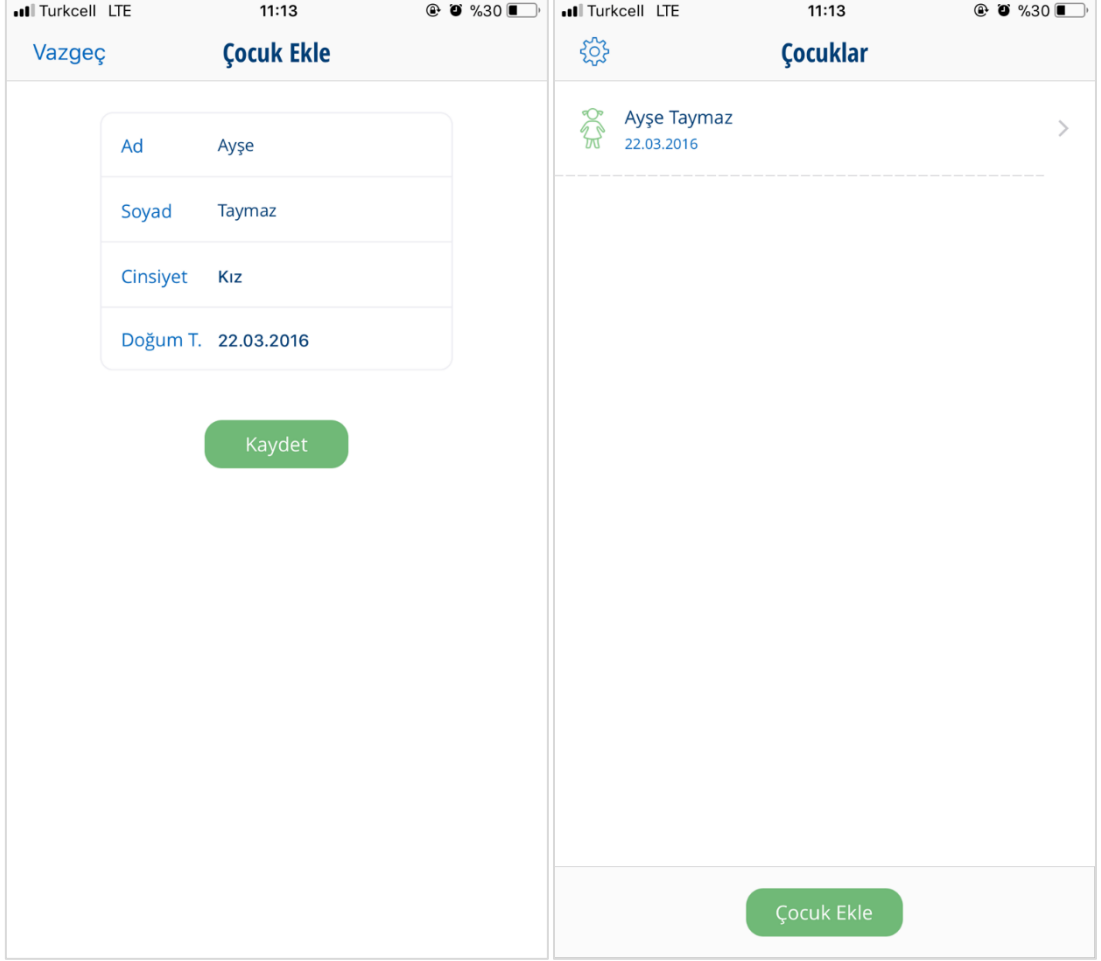 Turkcell LTE 11:13 %30
Vazgeç Çocuk Ekle
Ad Ayşe
Soyad Taymaz
Cinsiyet Kız
Doğum T. 22.03.2016
Kaydet
Turkcell LTE 11:13 %30
Çocuklar
Ayşe Taymaz
22.03.2016
Çocuk Ekle